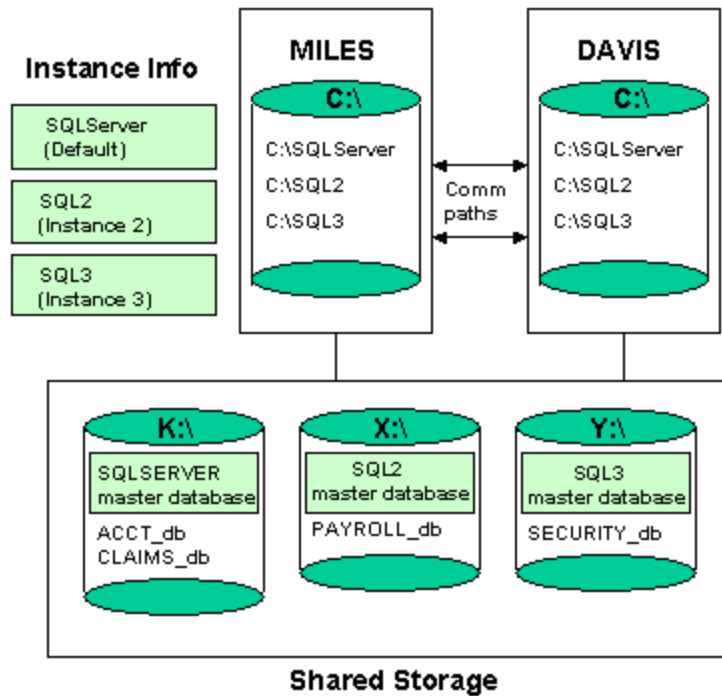 Instance Info
SQLServer
(Default)
SQL2
(Instance 2)
SQL3
(Instance 3)
MILES
C:\
C:\SQLServer
C:\SQL2
C:\SQL3
Comm
paths
DAVIS
C:\
C:\SQLServer
C:\SQL2
C:\SQL3
K:\
SQLSERVER
master database
ACCT_db
CLAIMS_db
X:\
SQL2
master database
PAYROLL_db
Y:\
SQL3
master database
SECURITY_db
Shared Storage